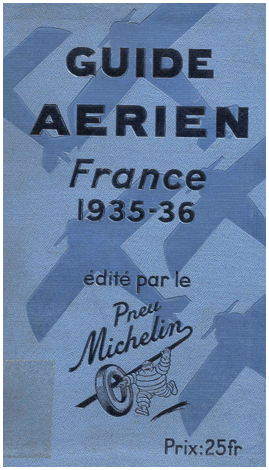 GUIDE
AERIEN
France
1935-36
édité par le
Pneu
Michelin
Prix:25fr